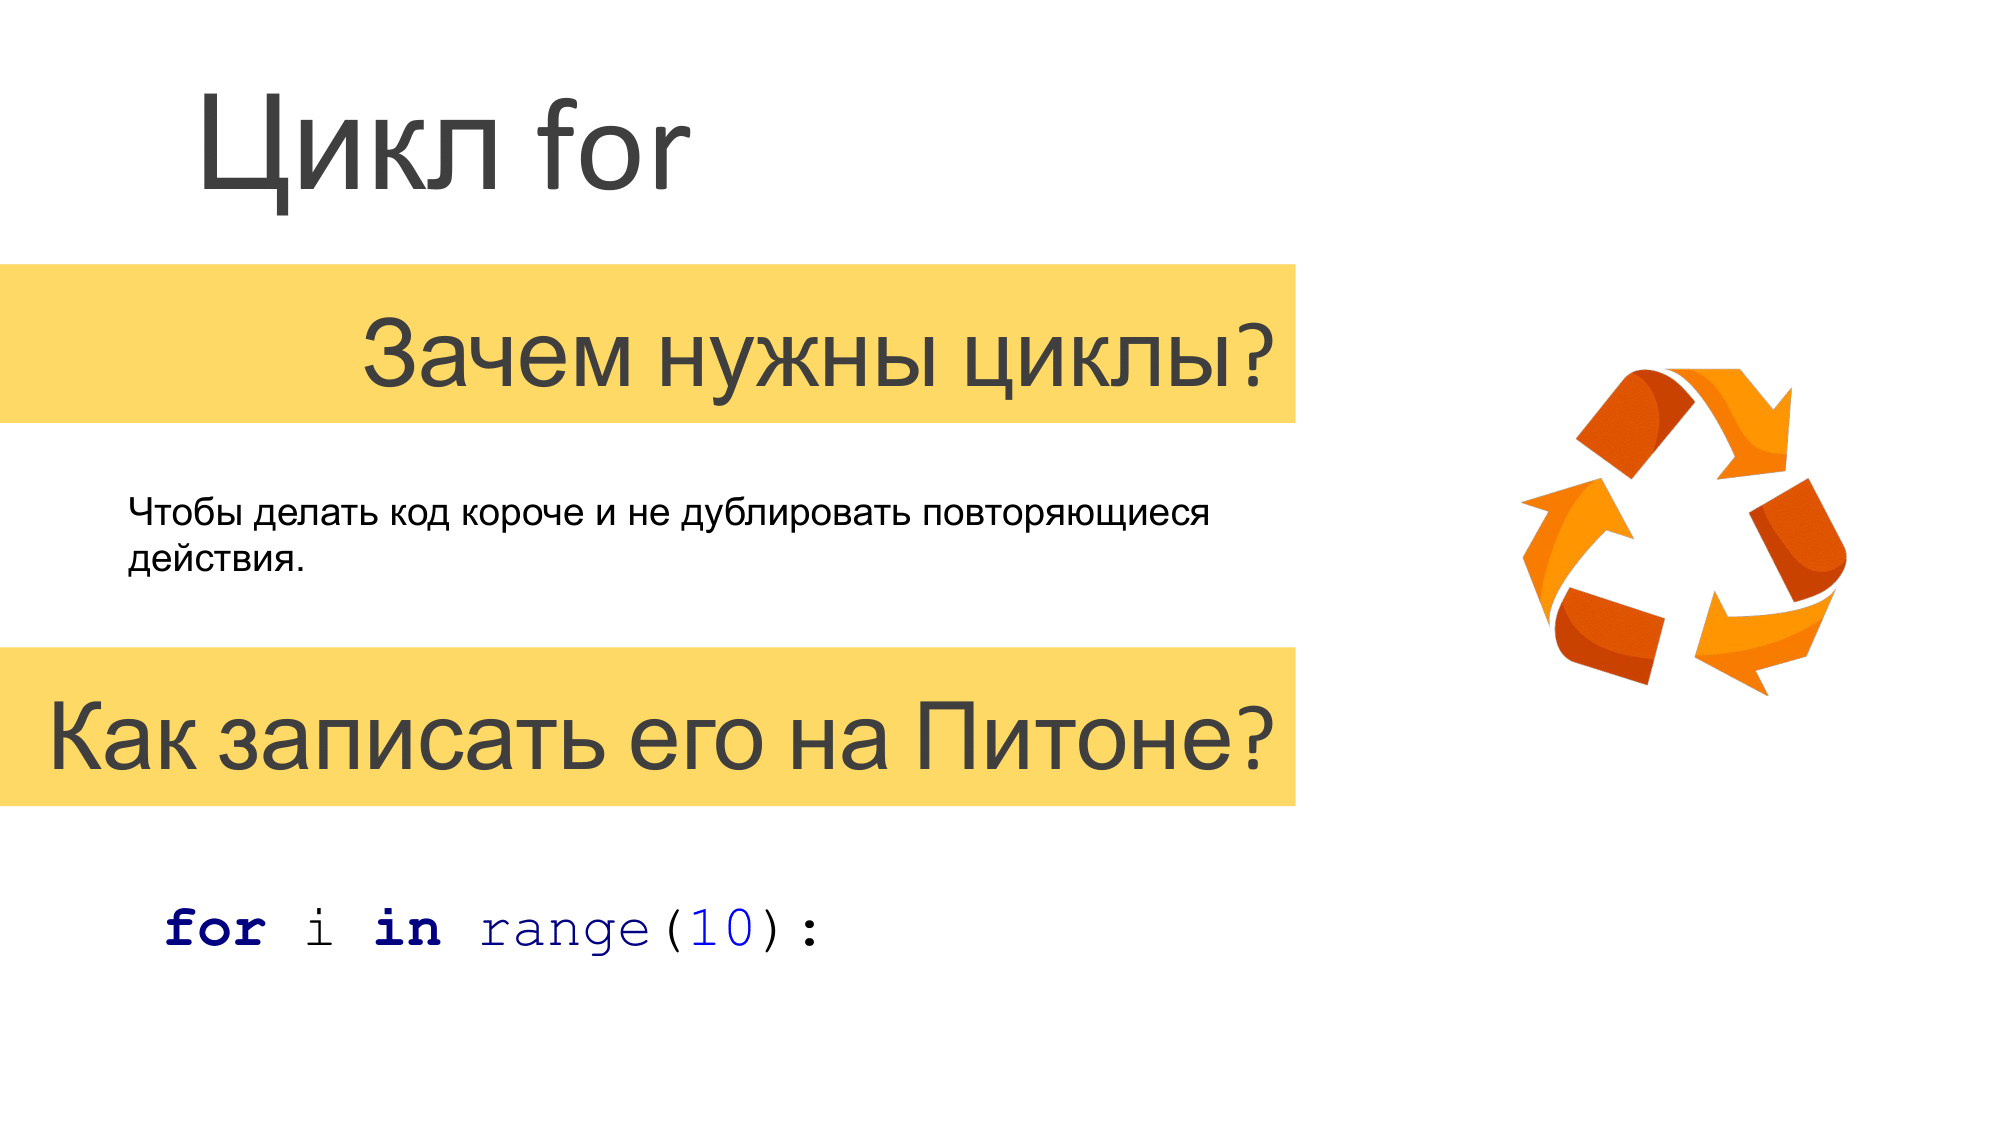 Цикл for
Зачем нужны циклы?
Чтобы делать код короче и не дублировать повторяющиеся
действия.
Как записать его на Питоне?
for i in range(10):